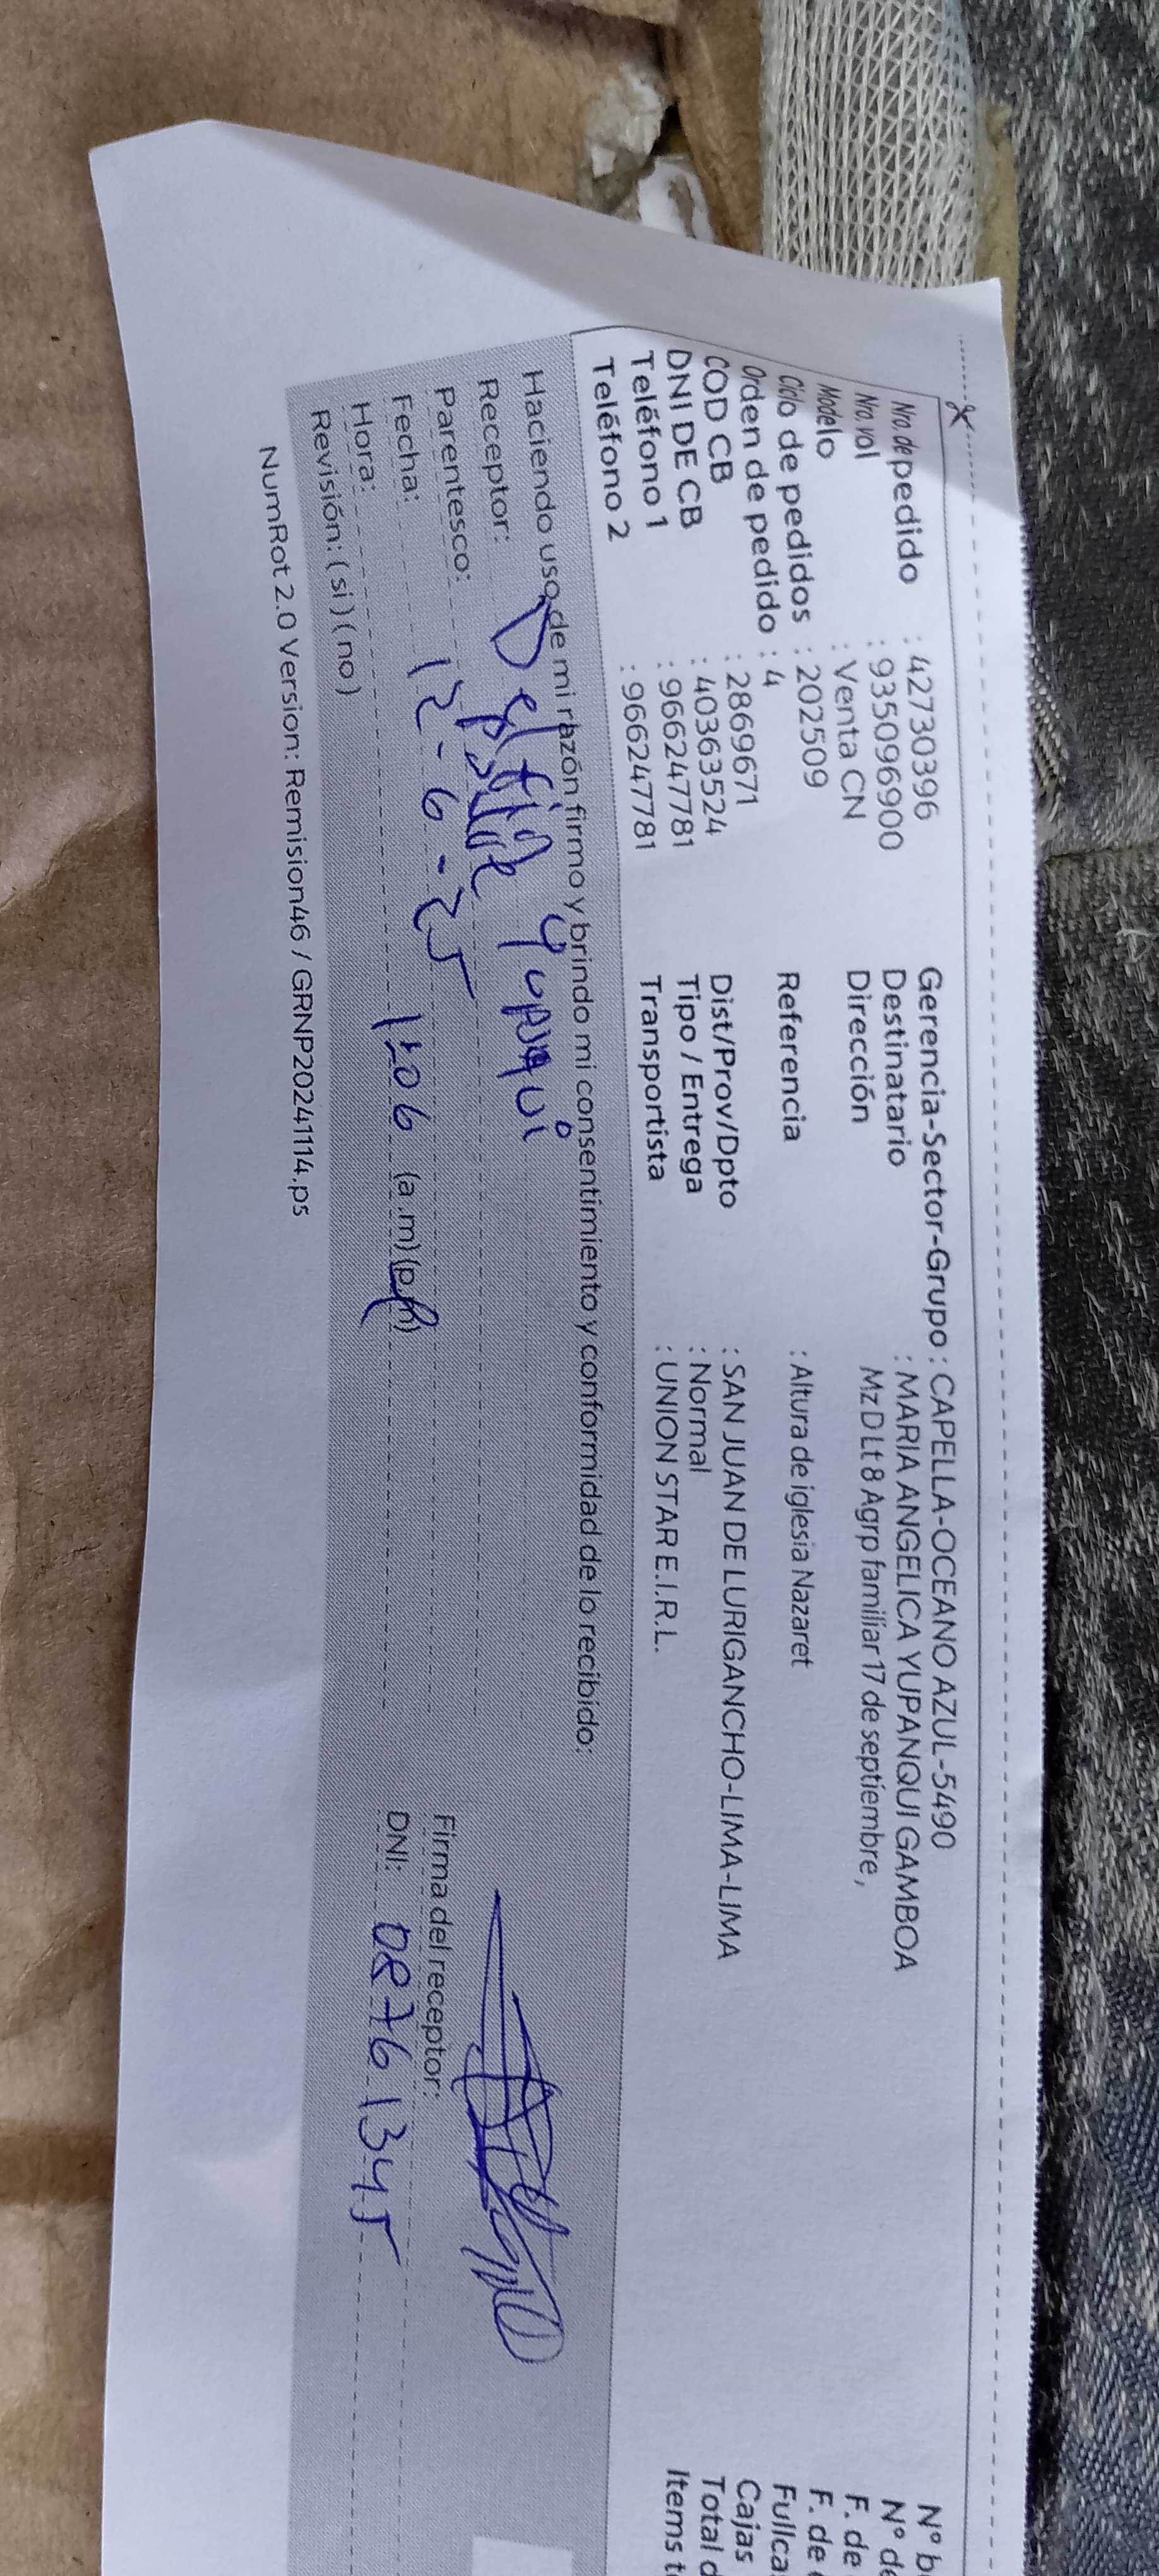 Nro. de pedido : 42730396 Gerencia-Sector-Grupo : CAPELLA-OCEANO AZUL-5490 N° b
Nro vol : 935096900 Destinatario : MARIA ANGELICA YUPANQUI GAMBOA N° de
Modelo : Venta CN Dirección Mz D Lt 8 Agrp familiar 17 de septiembre, F. de
Ciclo de pedidos : 202509 F. de
Orden de pedido : 4 Referencia : Altura de iglesia Nazaret Fullca
COD CB : 2869671 Cajas
DNI DE CB : 40363524 Dist/Prov/Dpto : SAN JUAN DE LURIGANCHO-LIMA-LIMA Total d
Teléfono 1 : 966247781 Tipo / Entrega : Normal Items t
Teléfono 2 : 966247781 Transportista : UNION STAR E.I.R.L.
Haciendo uso de mi razón firmo y brindo mi consentimiento y conformidad de lo recibido:
Receptor: Delfin Yupaqui
Parentesco:
Fecha: 12-6-25 Firma del receptor:
Hora: 1206 (a.m) (p.m) DNI: 08761345
Revisión: ( si ) ( no )
NumRot 2.0 Version: Remision46 / GRNP20241114.ps